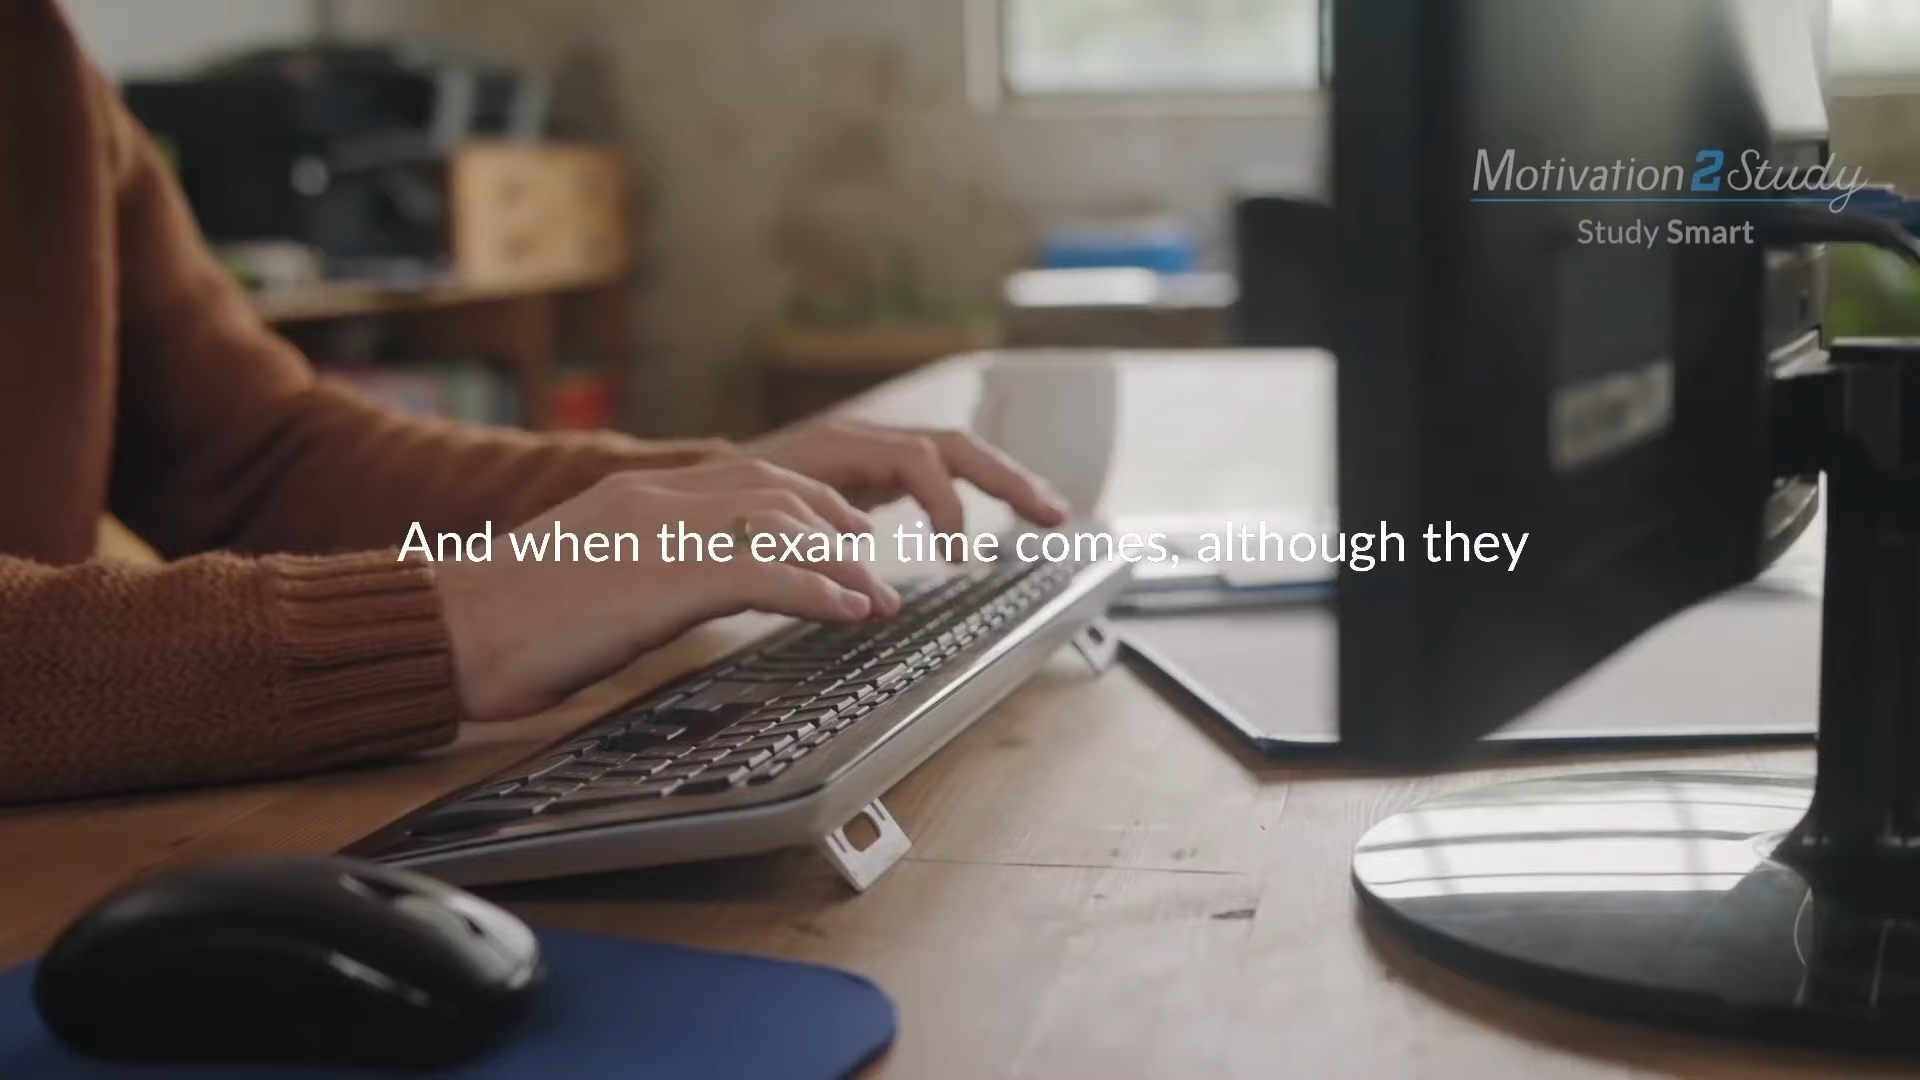 Motivation2Study
Study Smart
And when the exam time comes, although they